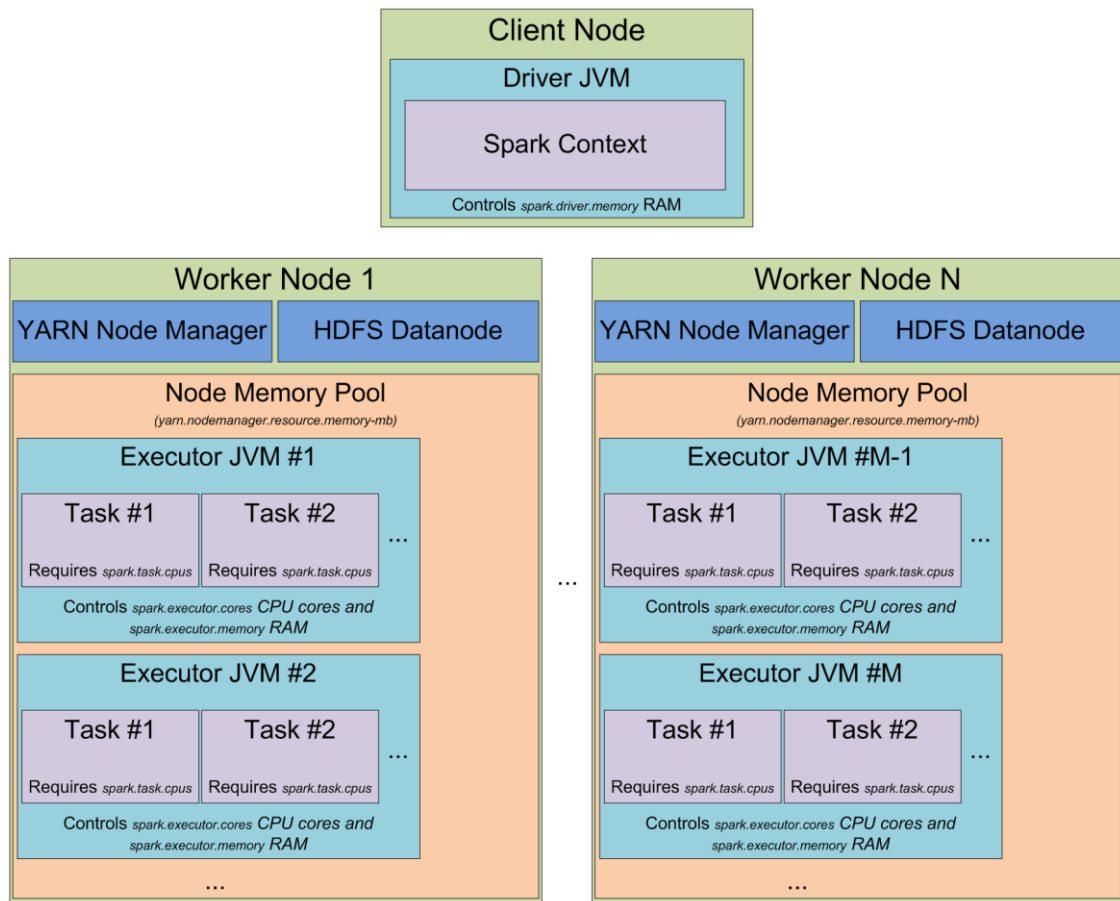 Client Node
Driver JVM
Spark Context
Controls spark.driver.memory RAM
Worker Node 1
YARN Node Manager
HDFS Datanode
Node Memory Pool
(yarn.nodemanager.resource.memory-mb)
Executor JVM #1
Task #1
Requires spark.task.cpus
Task #2
Requires spark.task.cpus
...
Controls spark.executor.cores CPU cores and
spark.executor.memory RAM
Executor JVM #2
Task #1
Requires spark.task.cpus
Task #2
Requires spark.task.cpus
...
Controls spark.executor.cores CPU cores and
spark.executor.memory RAM
...
...
Worker Node N
YARN Node Manager
HDFS Datanode
Node Memory Pool
(yarn.nodemanager.resource.memory-mb)
Executor JVM #M-1
Task #1
Requires spark.task.cpus
Task #2
Requires spark.task.cpus
...
Controls spark.executor.cores CPU cores and
spark.executor.memory RAM
Executor JVM #M
Task #1
Requires spark.task.cpus
Task #2
Requires spark.task.cpus
...
Controls spark.executor.cores CPU cores and
spark.executor.memory RAM
...